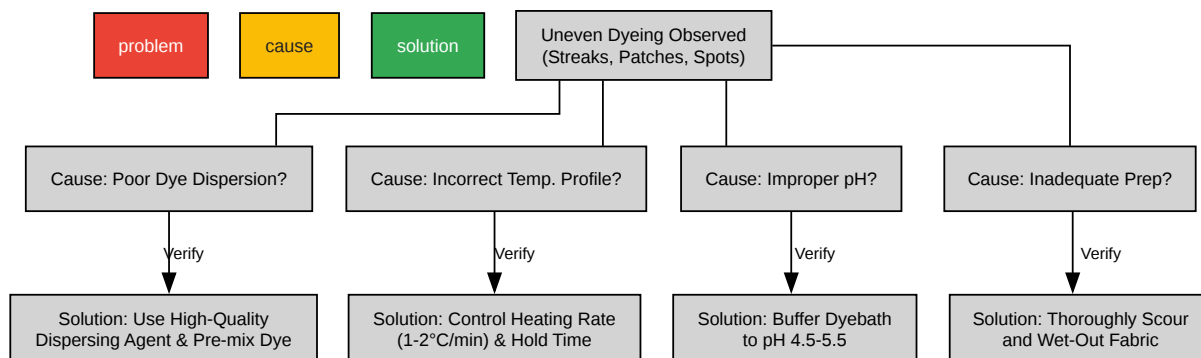 problem
cause
solution
Uneven Dyeing Observed
(Streaks, Patches, Spots)
Cause: Poor Dye Dispersion?
Cause: Incorrect Temp. Profile?
Cause: Improper pH?
Cause: Inadequate Prep?
Verify
Verify
Verify
Verify
Solution: Use High-Quality
Dispersing Agent & Pre-mix Dye
Solution: Control Heating Rate
(1-2°C/min) & Hold Time
Solution: Buffer Dyebath
to pH 4.5-5.5
Solution: Thoroughly Scour
and Wet-Out Fabric